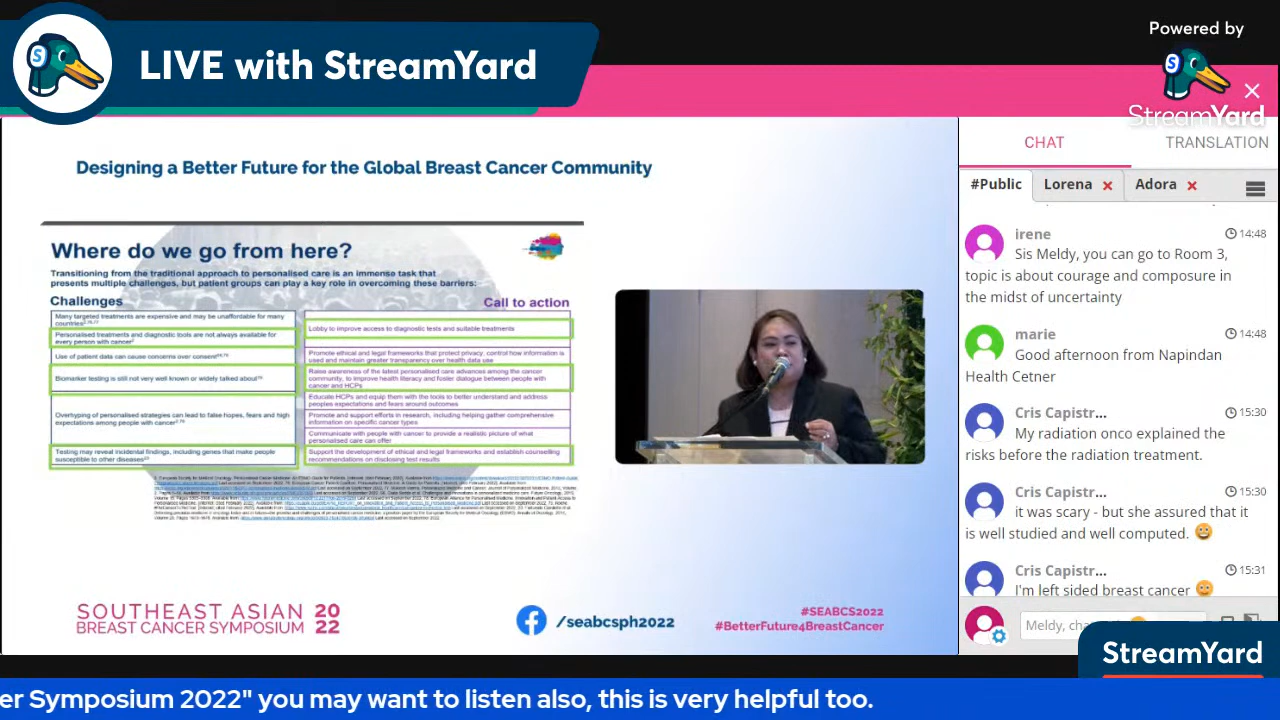 LIVE with StreamYard
Powered by
StreamYard
CHAT
TRANSLATION
#Public
Lorena
Adora
irene
14:48
Sis Meldy, you can go to Room 3,
topic is about courage and composure in
the midst of uncertainty
marie
14:48
Good afternoon from Napindan
Health Cetner
Cris Capistr...
15:30
My radiation onco explained the
risks before the radiation treatment.
Cris Capistr...
15:30
it was scary - but she assured that it
is well studied and well computed.
Cris Capistr...
15:31
I'm left sided breast cancer
Meldy, cha
Designing a Better Future for the Global Breast Cancer Community
Where do we go from here?
Transitioning from the traditional approach to personalised care is an immense task that
presents multiple challenges, but patient groups can play a key role in overcoming these barriers:
Challenges
Call to action
Many targeted treatments are expensive and may be unaffordable for many
countries
Personalised treatments and diagnostic tools are not always available for
every person with cancer
Use of patient data can cause concerns over consent
Biomarker testing is still not very well known or widely talked about
Overhyping of personalised strategies can lead to false hopes, fears and high
expectations among people with cancer
Testing may reveal incidental findings, including genes that make people
susceptible to other diseases
Lobby to improve access to diagnostic tests and suitable treatments
Promote ethical and legal frameworks that protect privacy, control how information is
used and maintain greater transparency over health data use
Raise awareness of the latest personalised care advances among the cancer
community, to improve health literacy and foster dialogue between people with
cancer and HCPs
Educate HCPs and equip them with the tools to better understand and address
peoples expectations and fears around outcomes
Promote and support efforts in research, including helping gather comprehensive
information on specific cancer types
Communicate with people with cancer to provide a realistic picture of what
personalised care can offer
Support the development of ethical and legal frameworks and establish counselling
recommendations on disclosing test results
SOUTHEAST ASIAN 20
BREAST CANCER SYMPOSIUM 22
/seabcsph2022
#SEABCS2022
#BetterFuture4BreastCancer
StreamYard
er Symposium 2022" you may want to listen also, this is very helpful too.